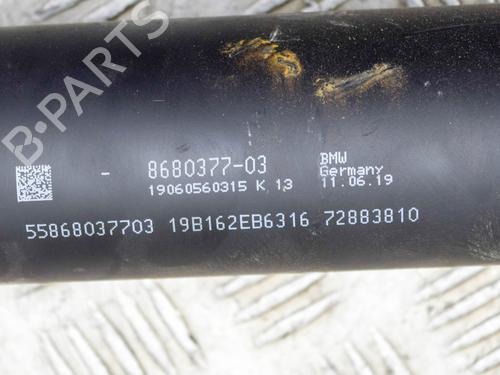 B-Parts
- 8680377-03
BMW
Germany
11.06.19
19060560315 K 13
55868037703 19B162EB6316 72883810